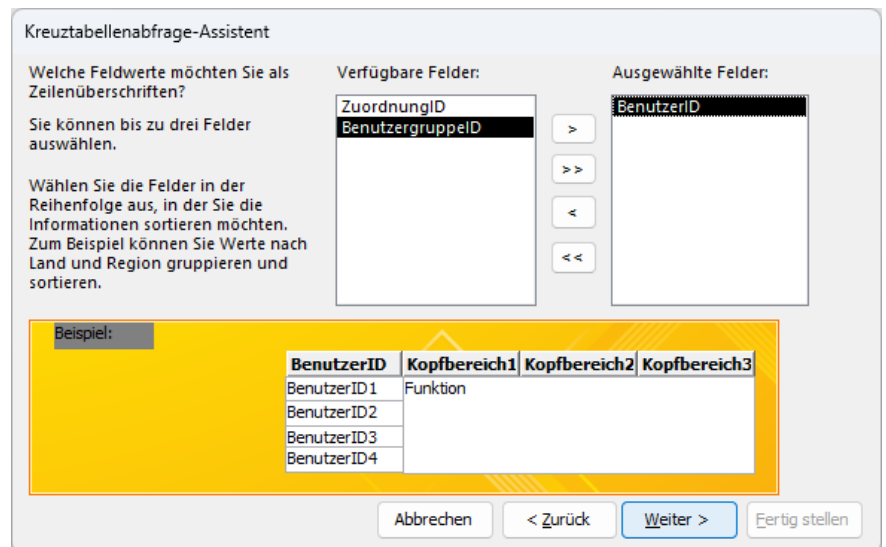 Kreuztabellenabfrage-Assistent
Welche Feldwerte möchten Sie als
Zeilenüberschriften?
Sie können bis zu drei Felder
auswählen.
Wählen Sie die Felder in der
Reihenfolge aus, in der Sie die
Informationen sortieren möchten.
Zum Beispiel können Sie Werte nach
Land und Region gruppieren und
sortieren.
Verfügbare Felder:
ZuordnungID
BenutzergruppeID
>
>>
<
<<
Ausgewählte Felder:
BenutzerID
Beispiel:
BenutzerID Kopfbereich1 Kopfbereich2 Kopfbereich3
BenutzerID1 Funktion
BenutzerID2
BenutzerID3
BenutzerID4
Abbrechen < Zurück Weiter > Fertig stellen